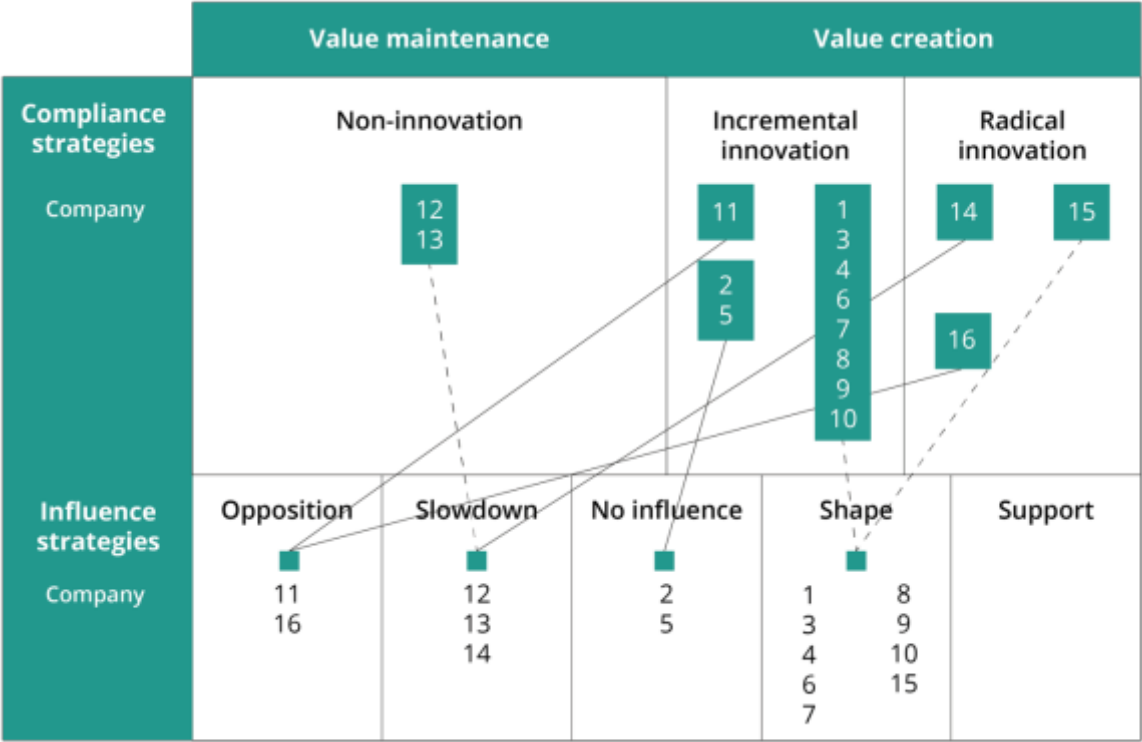 Value maintenance
Value creation
Compliance
strategies
Company
Non-innovation
12
13
Incremental
innovation
11
2
5
1
3
4
6
7
8
9
10
Radical
innovation
14
15
16
Influence
strategies
Company
Opposition
11
16
Slowdown
12
13
14
No influence
2
5
Shape
1
3
4
6
7
8
9
10
15
Support